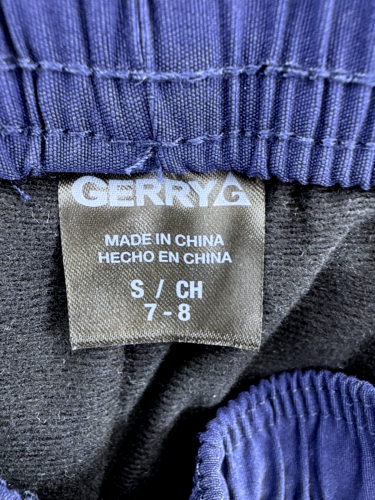 GERRY
MADE IN CHINA
HECHO EN CHINA
S / CH
7 - 8